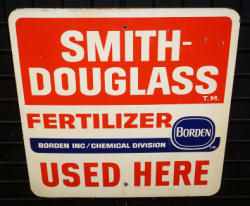 SMITH-
DOUGLASS
T.M.
FERTILIZER
BORDEN
BORDEN INC/CHEMICAL DIVISION
USED HERE